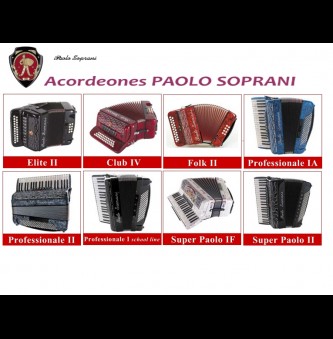 Paolo Soprani
Acordeones PAOLO SOPRANI
Elite II
Club IV
Folk II
Professionale IA
Professionale II
Professionale I school line
Super Paolo IF
Super Paolo II